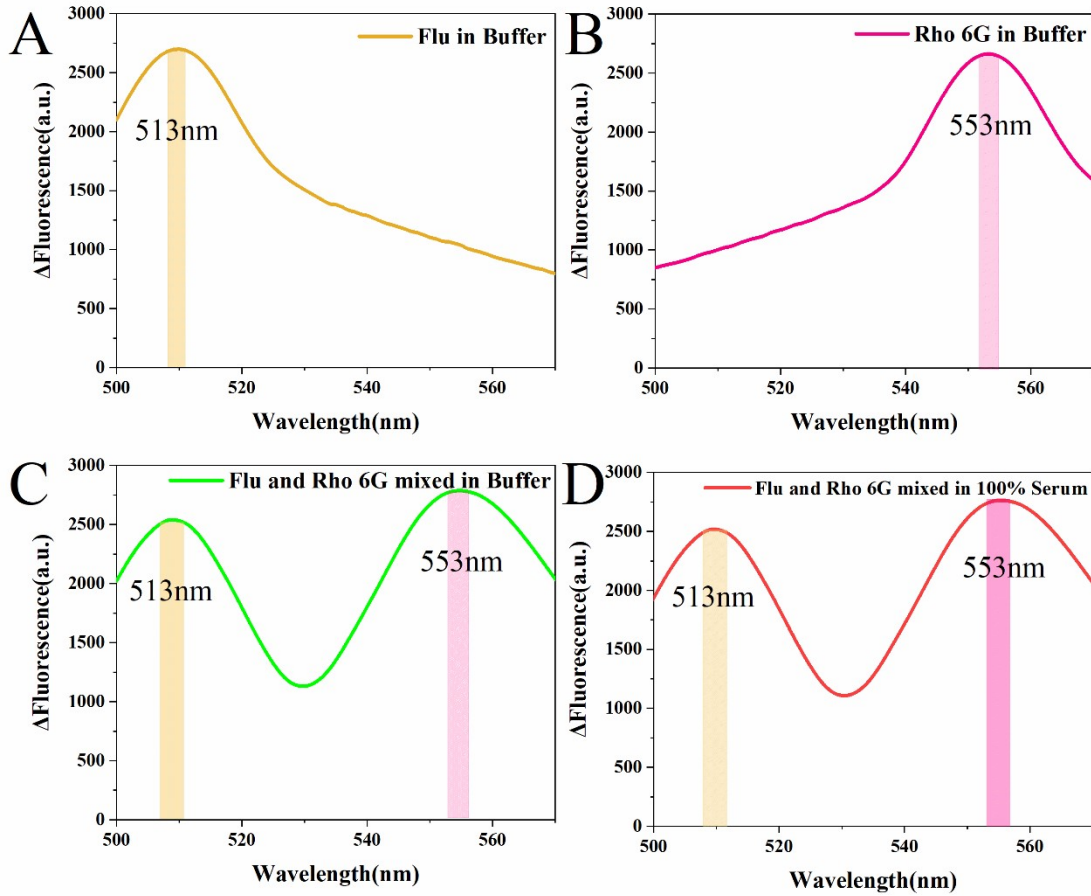 A
Flu in Buffer
513nm
ΔFluorescence(a.u.)
3000
2500
2000
1500
1000
500
0
500 520 540 560
Wavelength(nm)
B
Rho 6G in Buffer
553nm
ΔFluorescence(a.u.)
3000
2500
2000
1500
1000
500
0
500 520 540 560
Wavelength(nm)
C
Flu and Rho 6G mixed in Buffer
513nm
553nm
ΔFluorescence(a.u.)
3000
2500
2000
1500
1000
500
0
500 520 540 560
Wavelength(nm)
D
Flu and Rho 6G mixed in 100% Serum
513nm
553nm
ΔFluorescence(a.u.)
3000
2500
2000
1500
1000
500
0
500 520 540 560
Wavelength(nm)